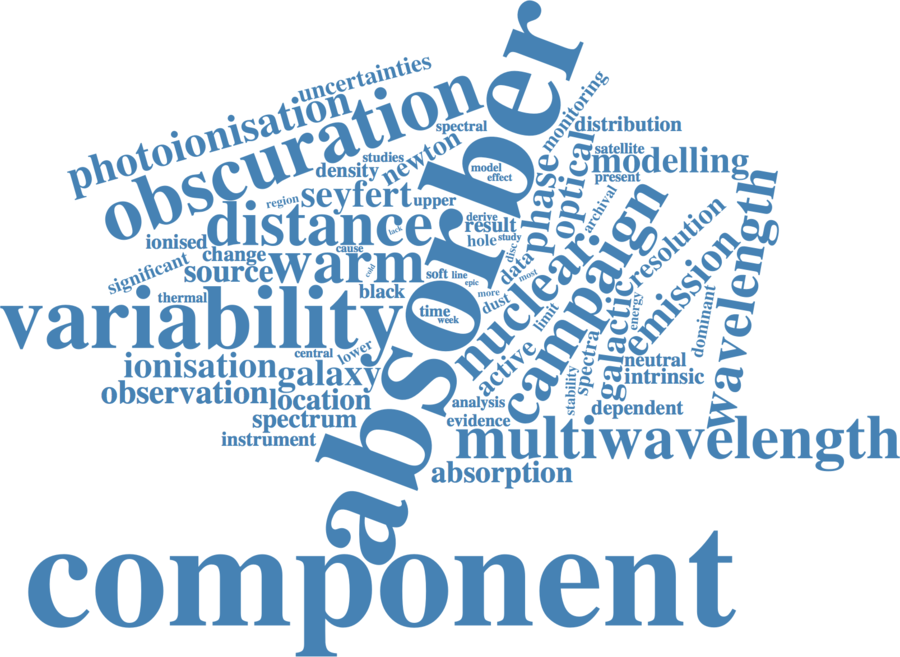 absorber
uncertainties
photoionisation
obscuration
monitoring
spectral
distribution
newton
studies
density
satellite
modelling
present
model
effect
optical
phase
region
seyfert
upper
archival
wavelength
distance
lack
derive
result
hole
study
ionised
change
cause
disc
resolution
significant
source
warm
cold
soft
line
epic
data
most
nuclear
campaign
emission
thermal
black
more
dust
limit
energy
galactic
dominant
variability
time
week
central
lower
ionisation
galaxy
active
stability
spectra
neutral
intrinsic
observation
location
analysis
dependent
spectrum
evidence
instrument
multiwavelength
absorption
component